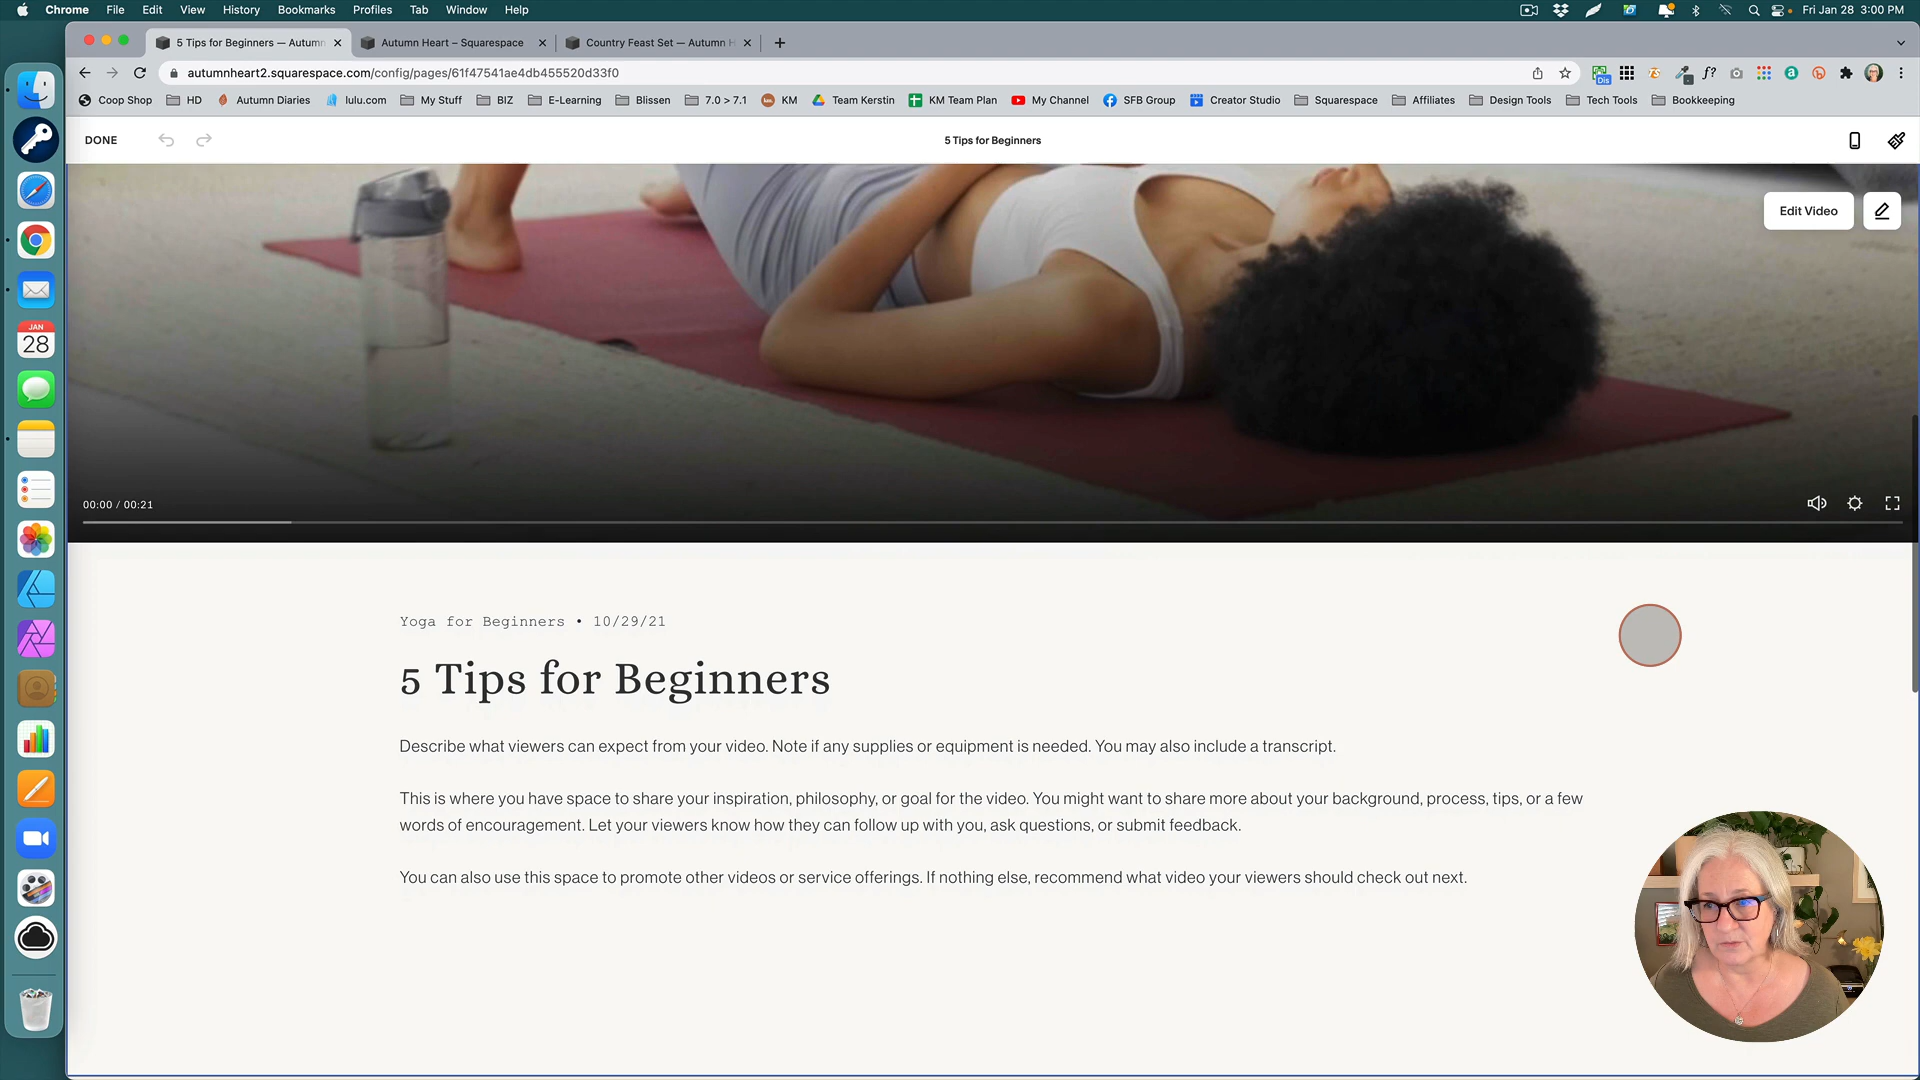 Chrome File Edit View History Bookmarks Profiles Tab Window Help Fri Jan 28 3:00 PM
5 Tips for Beginners — Autumn Autumn Heart – Squarespace Country Feast Set — Autumn H
autumnheart2.squarespace.com/config/pages/61f47541ae4db455520d33f0
Coop Shop HD Autumn Diaries lulu.com My Stuff BIZ E-Learning Blissen 7.0 > 7.1 KM Team Kerstin KM Team Plan My Channel SFB Group Creator Studio Squarespace Affiliates Design Tools Tech Tools Bookkeeping
DONE 5 Tips for Beginners
Edit Video
JAN
28
00:00 / 00:21
Yoga for Beginners • 10/29/21
5 Tips for Beginners
Describe what viewers can expect from your video. Note if any supplies or equipment is needed. You may also include a transcript.
This is where you have space to share your inspiration, philosophy, or goal for the video. You might want to share more about your background, process, tips, or a few
words of encouragement. Let your viewers know how they can follow up with you, ask questions, or submit feedback.
You can also use this space to promote other videos or service offerings. If nothing else, recommend what video your viewers should check out next.